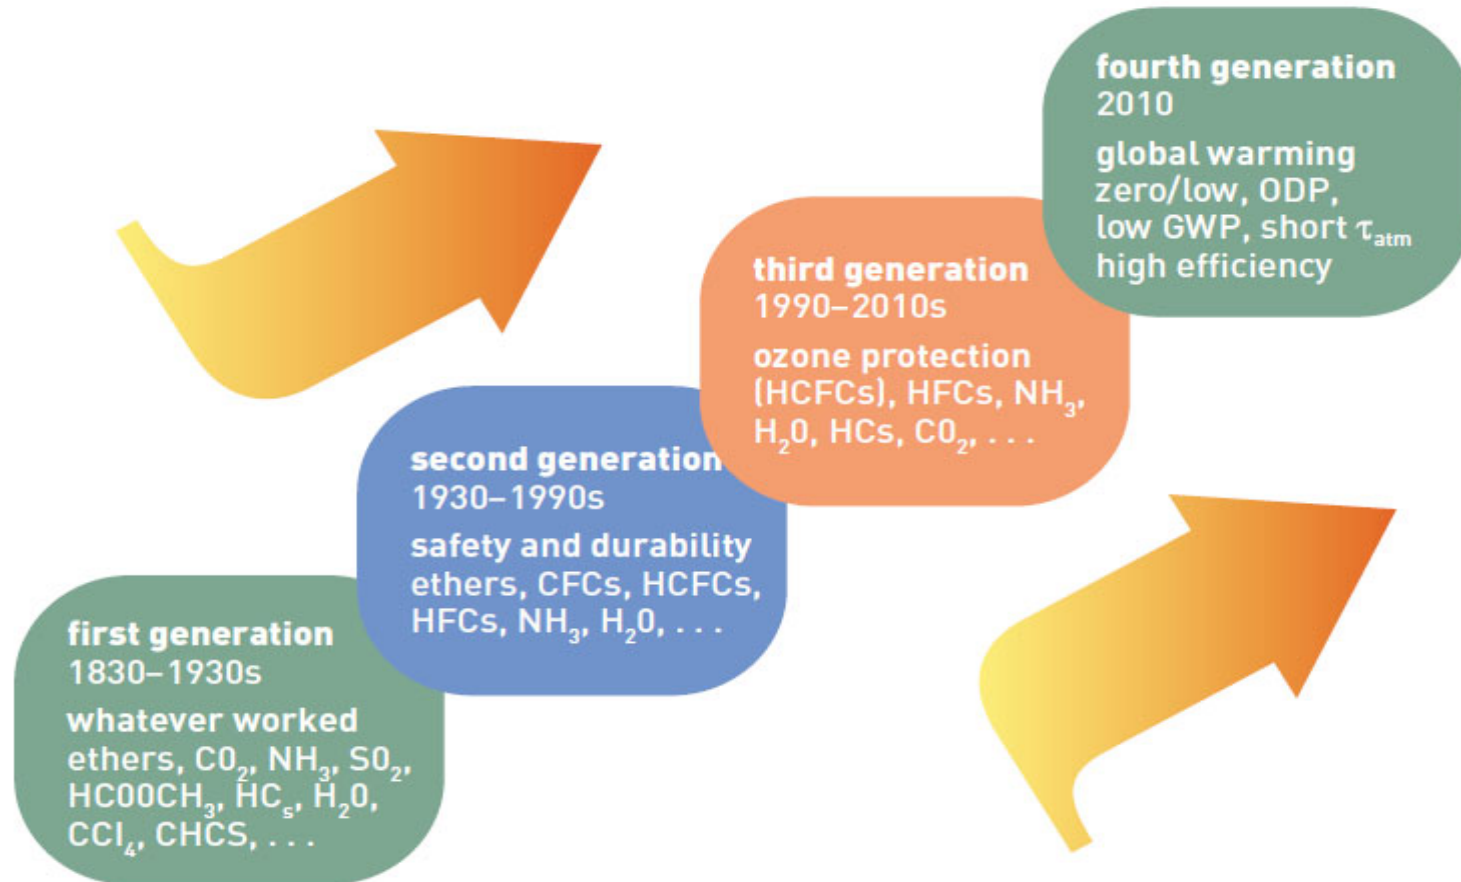 first generation
1830–1930s
whatever worked
ethers, C0₂, NH₃, S0₂,
HC00CH₃, HCₛ, H₂0,
CCl₄, CHCS, . . .
second generation
1930–1990s
safety and durability
ethers, CFCs, HCFCs,
HFCs, NH₃, H₂0, . . .
third generation
1990–2010s
ozone protection
(HCFCs), HFCs, NH₃,
H₂0, HCs, C0₂, . . .
fourth generation
2010
global warming
zero/low, ODP,
low GWP, short τatm
high efficiency